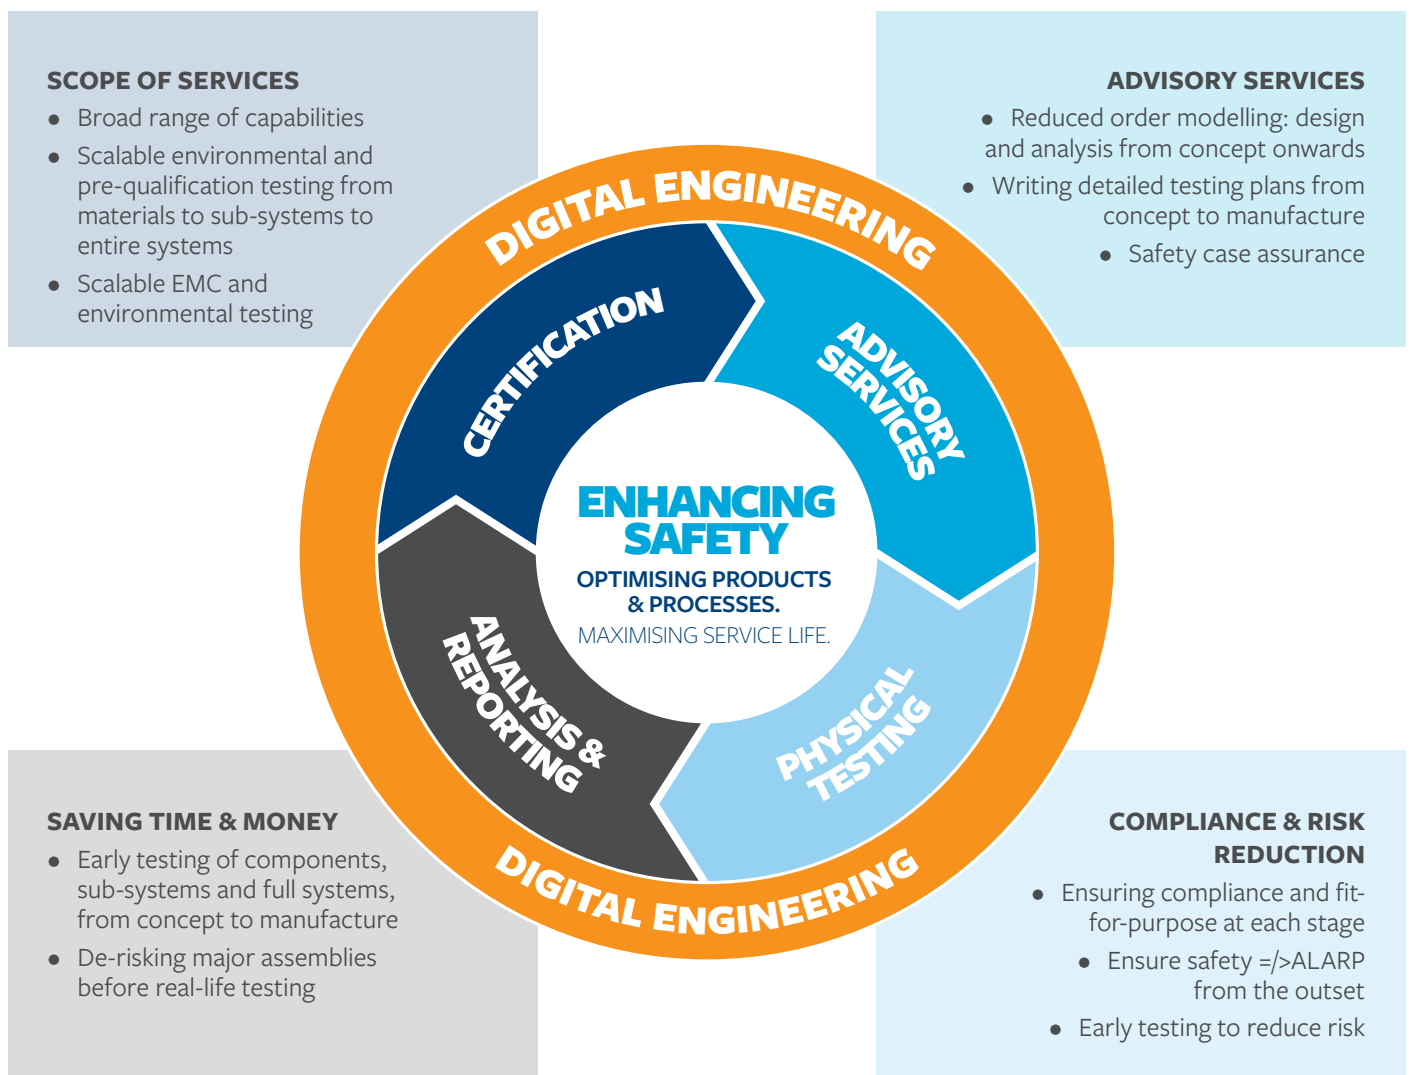 SCOPE OF SERVICES
● Broad range of capabilities
● Scalable environmental and
pre-qualification testing from
materials to sub-systems to
entire systems
● Scalable EMC and
environmental testing
ADVISORY SERVICES
● Reduced order modelling: design
and analysis from concept onwards
● Writing detailed testing plans from
concept to manufacture
● Safety case assurance
DIGITAL ENGINEERING
CERTIFICATION
ADVISORY
SERVICES
ENHANCING
SAFETY
OPTIMISING PRODUCTS
& PROCESSES.
MAXIMISING SERVICE LIFE.
ANALYSIS &
REPORTING
PHYSICAL
TESTING
DIGITAL ENGINEERING
SAVING TIME & MONEY
● Early testing of components,
sub-systems and full systems,
from concept to manufacture
● De-risking major assemblies
before real-life testing
COMPLIANCE & RISK
REDUCTION
● Ensuring compliance and fit-
for-purpose at each stage
● Ensure safety =/>ALARP
from the outset
● Early testing to reduce risk